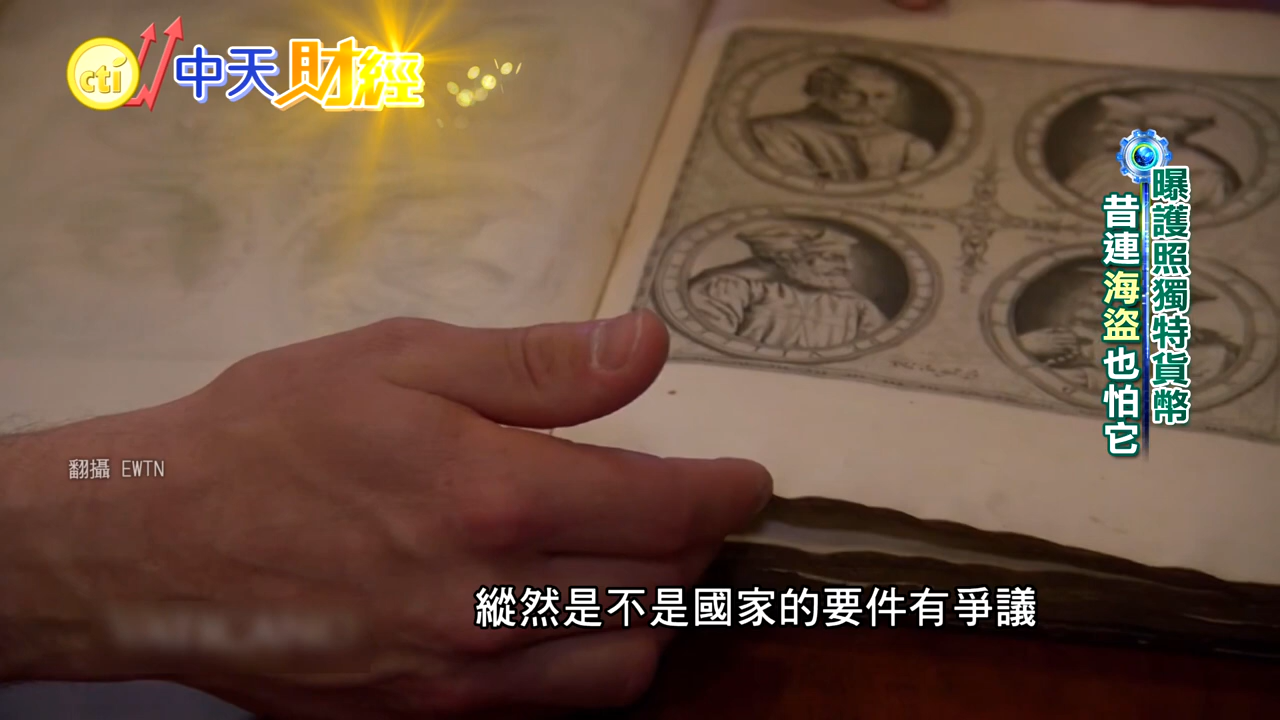 cti 中天財經
曝護照獨特貨幣
昔連海盜也怕它
翻攝 EWTN
縱然是不是國家的要件有爭議